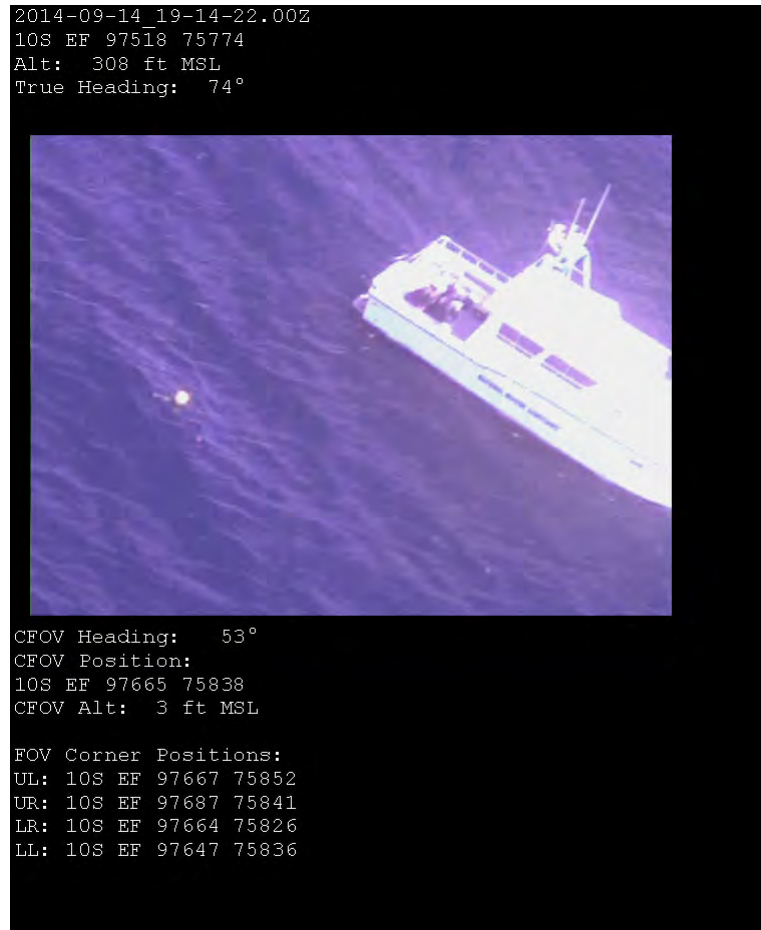 2014-09-14_19-14-22.00Z
10S EF 97518 75774
Alt:  308 ft MSL
True Heading:  74°
CFOV Heading:   53°
CFOV Position:
10S EF 97665 75838
CFOV Alt:  3 ft MSL
FOV Corner Positions:
UL: 10S EF 97667 75852
UR: 10S EF 97687 75841
LR: 10S EF 97664 75826
LL: 10S EF 97647 75836